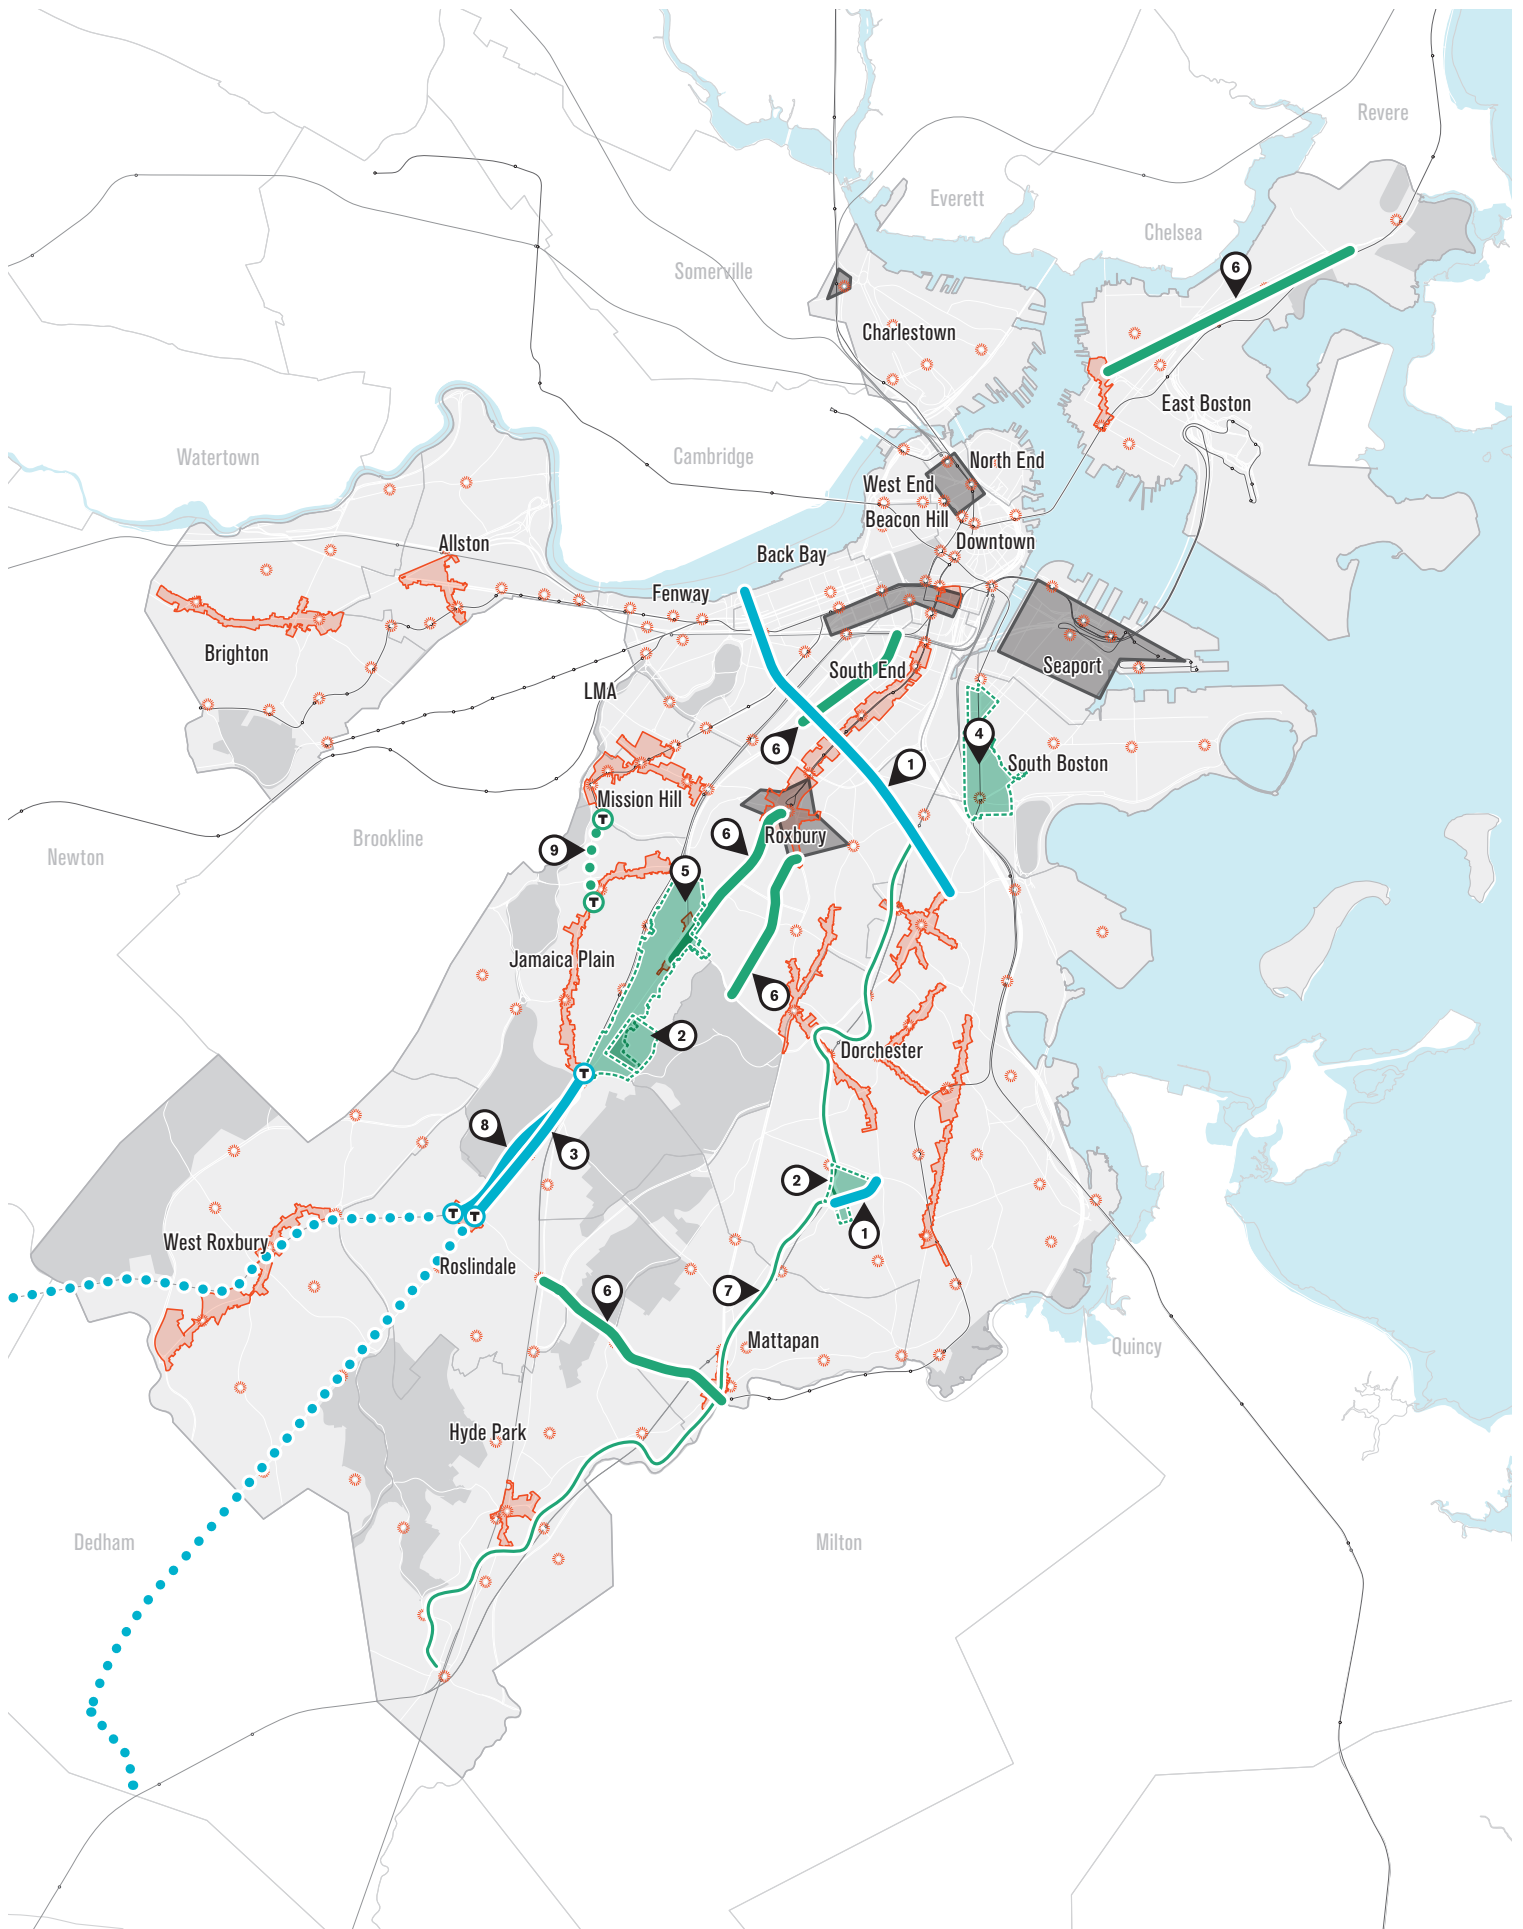 Revere
Everett
Chelsea
6
Somerville
Charlestown
East Boston
Watertown
Cambridge
North End
West End
Beacon Hill
Downtown
Allston
Back Bay
Fenway
Brighton
South End
Seaport
LMA
6
4
1
South Boston
Mission Hill
T
Roxbury
6
Brookline
Newton
9
5
T
Jamaica Plain
6
2
Dorchester
T
8
3
2
T
T
1
West Roxbury
Roslindale
6
7
Mattapan
Quincy
Hyde Park
Dedham
Milton